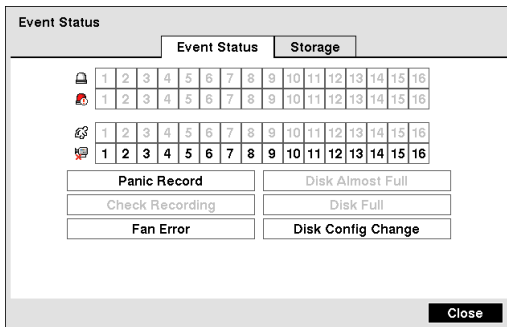 Event Status
Event Status Storage
1 2 3 4 5 6 7 8 9 10 11 12 13 14 15 16
1 2 3 4 5 6 7 8 9 10 11 12 13 14 15 16
1 2 3 4 5 6 7 8 9 10 11 12 13 14 15 16
1 2 3 4 5 6 7 8 9 10 11 12 13 14 15 16
Panic Record Disk Almost Full
Check Recording Disk Full
Fan Error Disk Config Change
Close